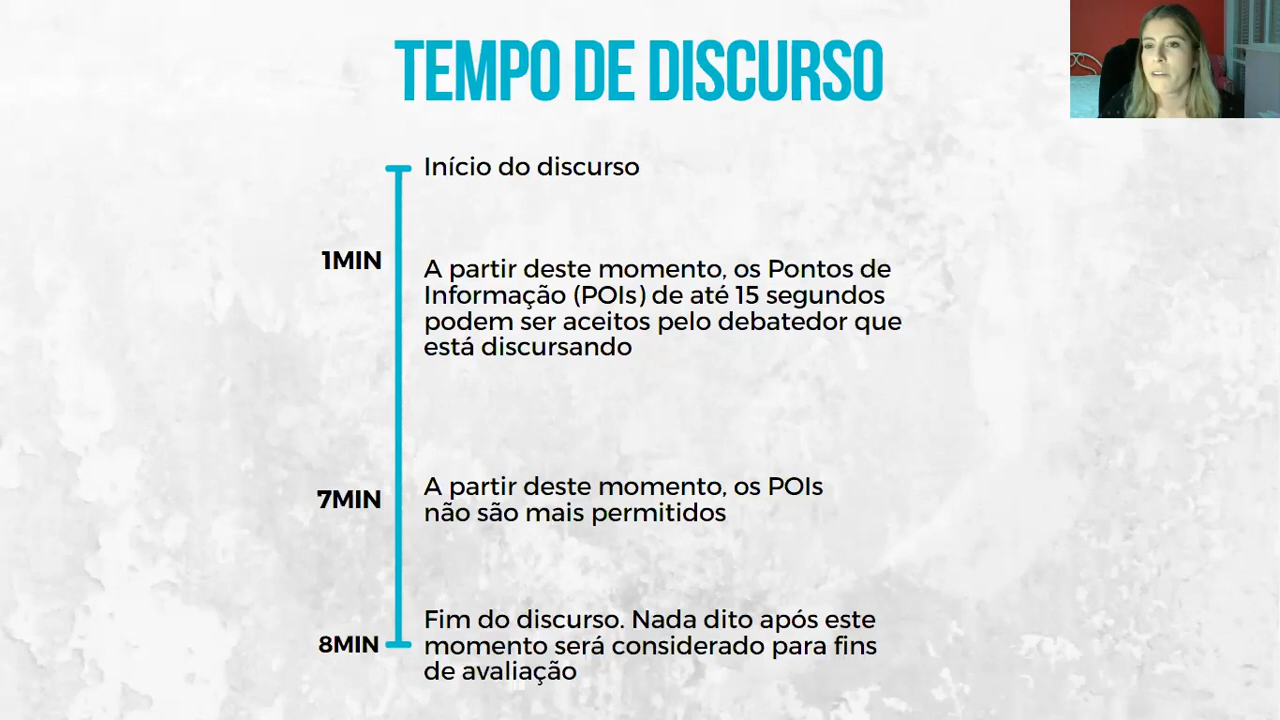 TEMPO DE DISCURSO
Início do discurso
1MIN
A partir deste momento, os Pontos de
Informação (POIs) de até 15 segundos
podem ser aceitos pelo debatedor que
está discursando
7MIN
A partir deste momento, os POIs
não são mais permitidos
8MIN
Fim do discurso. Nada dito após este
momento será considerado para fins
de avaliação